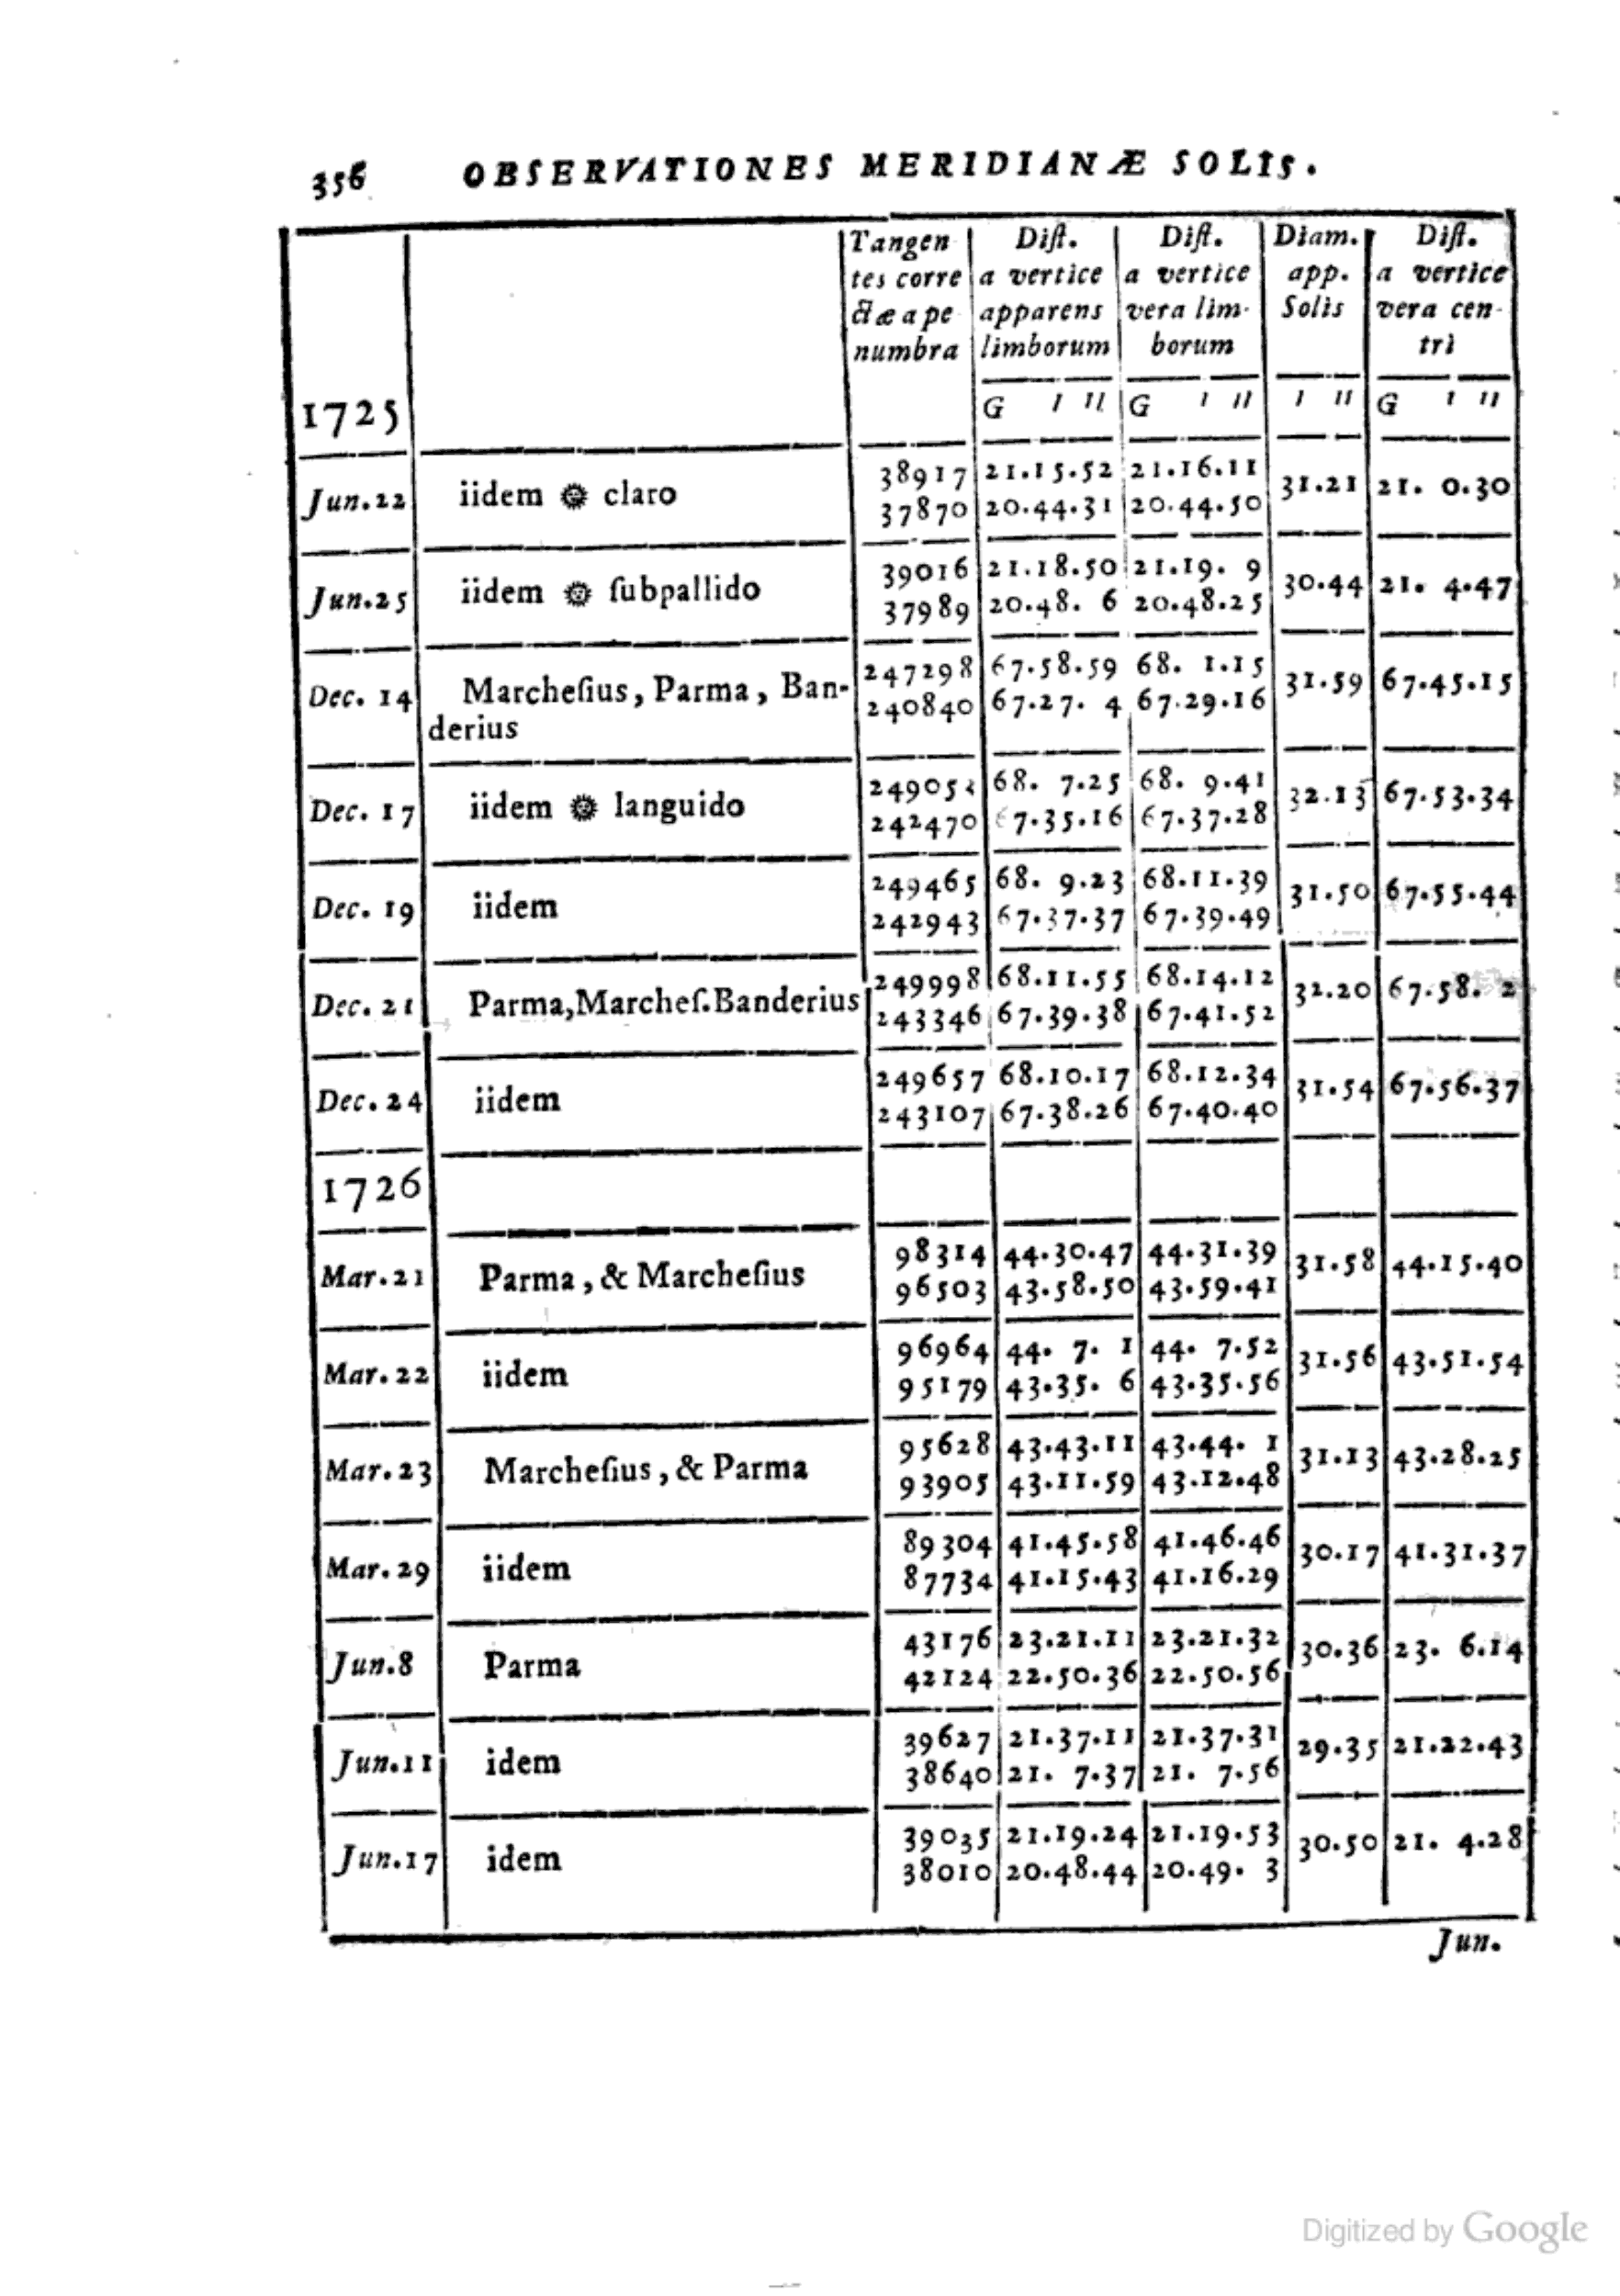 356 OBSERVATIONES MERIDIANÆ SOLIS.
Tangen Diſt. Diſt. Diam. Diſt.
tes corre a vertice a vertice app. a vertice
ctæ a pe apparens vera lim- Solis vera cen-
numbra limborum borum tri
1725 G I II G I II I II G I II
38917 21.15.52 21.16.11
Jun.22 iidem ☀ claro 31.21 21. 0.30
37870 20.44.31 20.44.50
39016 21.18.50 21.19. 9
Jun.25 iidem ☀ ſubpallido 30.44 21. 4.47
37989 20.48. 6 20.48.25
247298 67.58.59 68. 1.15
Dec. 14 Marcheſius, Parma, Ban- 31.59 67.45.15
240840 67.27. 4 67.29.16
derius
68. 7.25 68. 9.41
Dec. 17 iidem ☀ languido 32.13 67.53.34
242470 67.35.16 67.37.28
249465 68. 9.23 68.11.39
Dec. 19 iidem 31.50 67.55.44
242943 67.37.37 67.39.49
249998 68.11.55 68.14.12
Dec. 21 Parma, Marcheſ. Banderius 32.20 67.58. 2
243346 67.39.38 67.41.52
249657 68.10.17 68.12.34
Dec. 24 iidem 31.54 67.56.37
243107 67.38.26 67.40.40
1726
98314 44.30.47 44.31.39
Mar. 21 Parma, & Marcheſius 31.58 44.15.40
96503 43.58.50 43.59.41
96964 44. 7. 1 44. 7.52
Mar. 22 iidem 31.56 43.51.54
95179 43.35. 6 43.35.56
95628 43.43.11 43.44. 1
Mar. 23 Marcheſius, & Parma 31.13 43.28.25
93905 43.11.59 43.12.48
89304 41.45.58 41.46.46
Mar. 29 iidem 30.17 41.31.37
87734 41.15.43 41.16.29
43176 23.21.11 23.21.32
Jun.8 Parma 30.36 23. 6.14
42124 22.50.36 22.50.56
39627 21.37.11 21.37.31
Jun.11 idem 29.35 21.22.43
38640 21. 7.37 21. 7.56
39035 21.19.24 21.19.53
Jun.17 idem 30.50 21. 4.28
38010 20.48.44 20.49. 3
Jun.
Digitized by Google